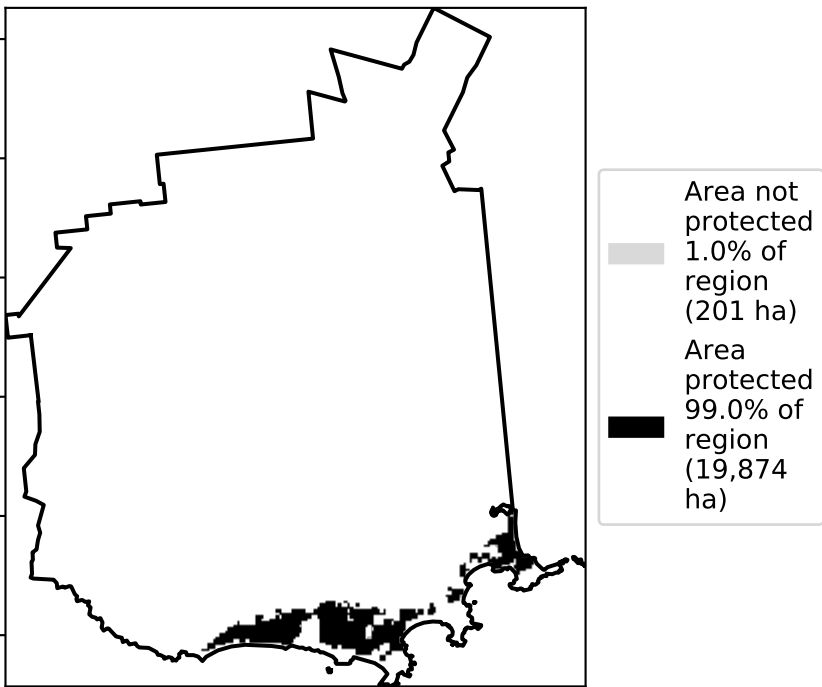 Area not
protected
1.0% of
region
(201 ha)
Area
protected
99.0% of
region
(19,874
ha)